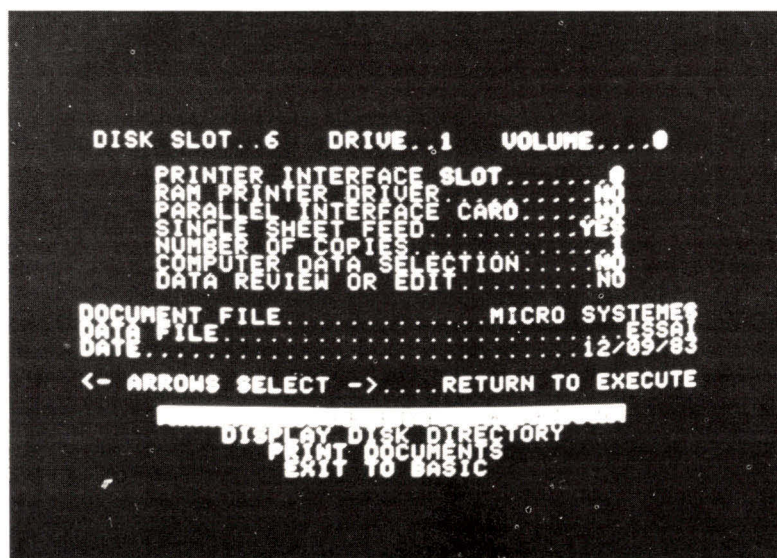 DISK SLOT..6 DRIVE..1 VOLUME....0
PRINTER INTERFACE SLOT.......0
RAM PRINTER DRIVER..........NO
PARALLEL INTERFACE CARD.....NO
SINGLE SHEET FEED..........YES
NUMBER OF COPIES.............1
COMPUTER DATA SELECTION.....NO
DATA REVIEW OR EDIT.........NO
DOCUMENT FILE.............MICRO SYSTEMES
DATA FILE..........................ESSAI
DATE............................12/09/83
<- ARROWS SELECT ->....RETURN TO EXECUTE
DISPLAY DISK DIRECTORY
PRINT DOCUMENTS
EXIT TO BASIC